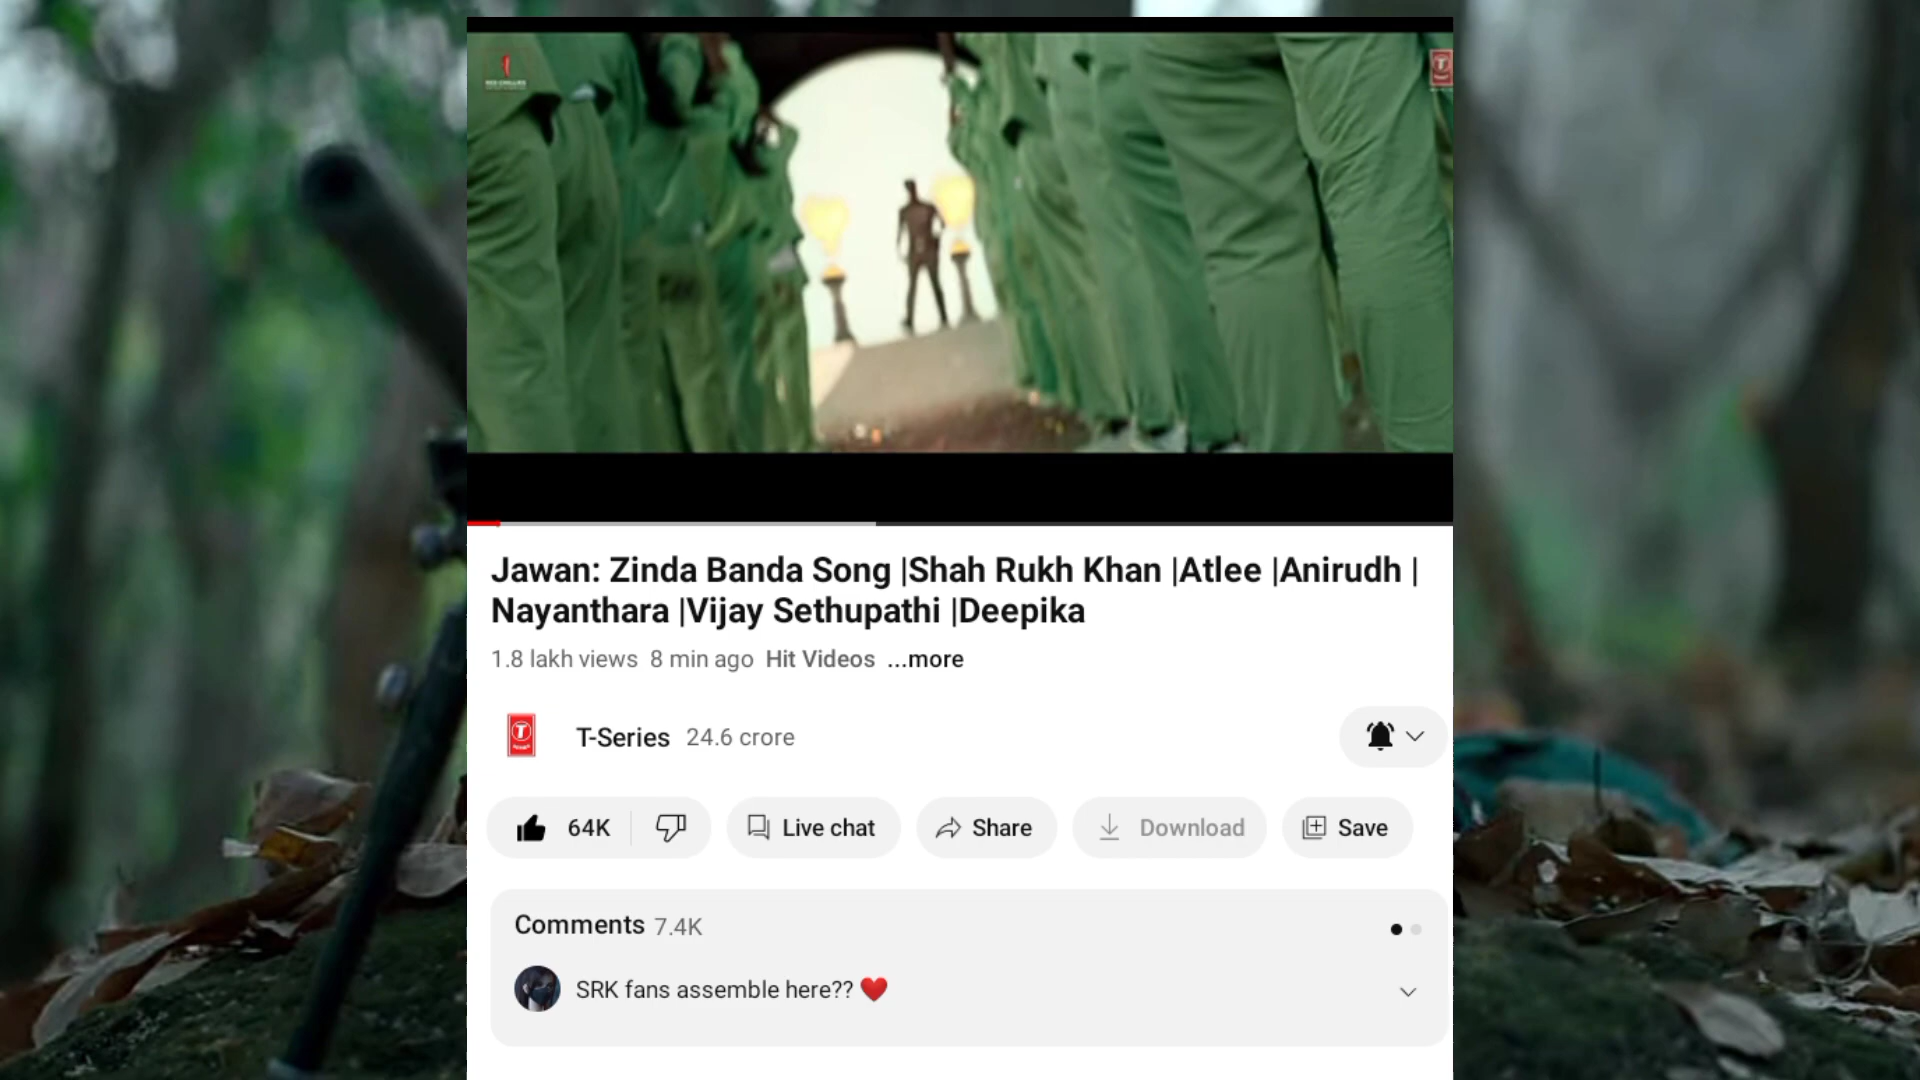 RED CHILLIES
T
Jawan: Zinda Banda Song |Shah Rukh Khan |Atlee |Anirudh |
Nayanthara |Vijay Sethupathi |Deepika
1.8 lakh views 8 min ago Hit Videos ...more
T-Series 24.6 crore
64K Live chat Share Download Save
Comments 7.4K
SRK fans assemble here?? ❤️